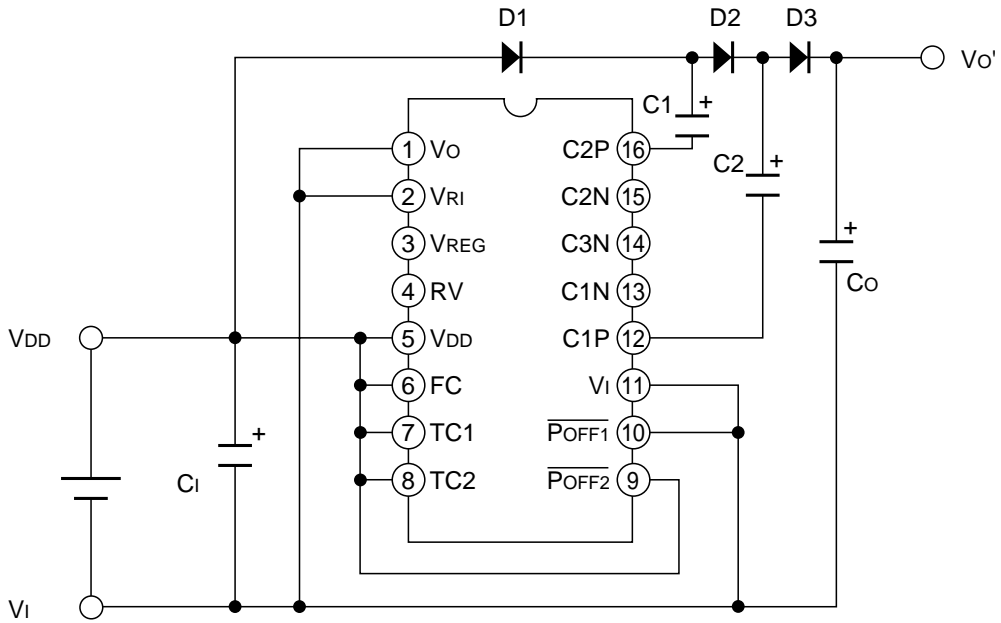 D1
D2
D3
VO'
C1
+
C2
+
+
CO
1 VO
2 VRI
3 VREG
4 RV
5 VDD
6 FC
7 TC1
8 TC2
C2P 16
C2N 15
C3N 14
C1N 13
C1P 12
VI 11
POFF1 10
POFF2 9
VDD
+
CI
VI